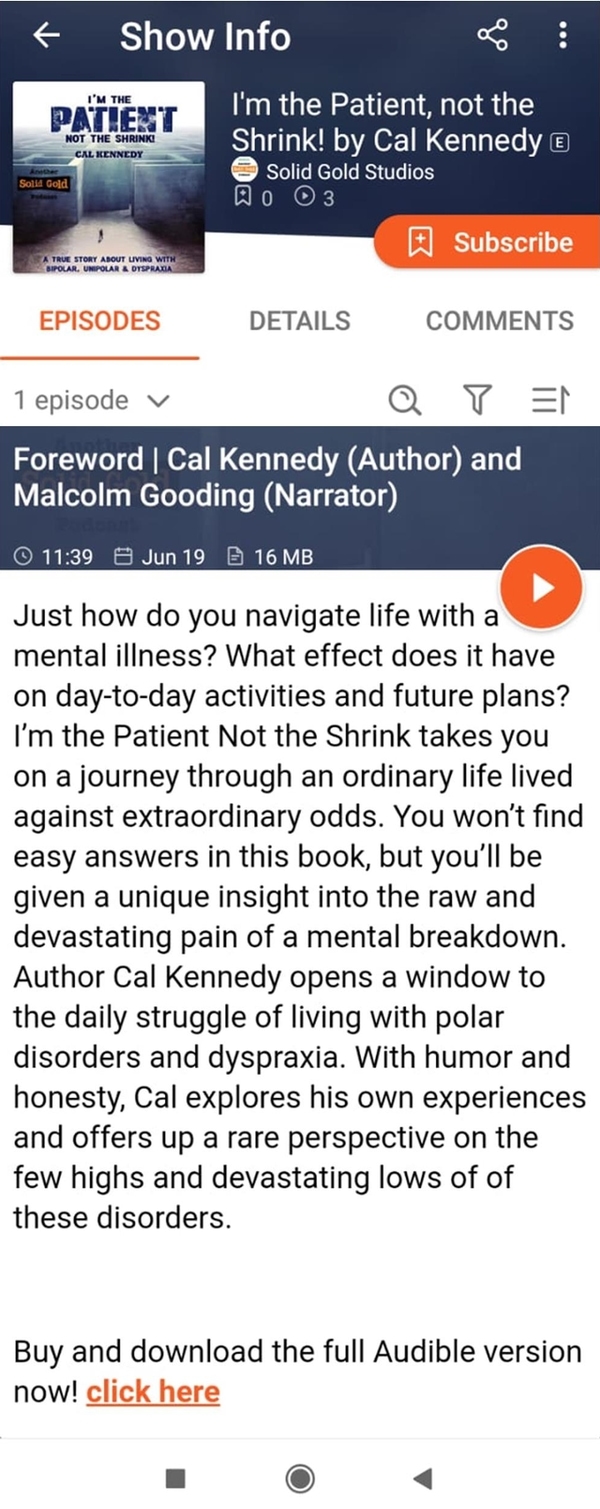 Show Info
I'M THE
PATIENT
NOT THE SHRINK!
CAL KENNEDY
Another
Solid Gold
Podcast
A TRUE STORY ABOUT LIVING WITH
BIPOLAR, UNIPOLAR & DYSPRAXIA
I'm the Patient, not the
Shrink! by Cal Kennedy E
Solid Gold Studios
0 3
Subscribe
EPISODES DETAILS COMMENTS
1 episode
Foreword | Cal Kennedy (Author) and
Malcolm Gooding (Narrator)
11:39 Jun 19 16 MB
Just how do you navigate life with a
mental illness? What effect does it have
on day-to-day activities and future plans?
I’m the Patient Not the Shrink takes you
on a journey through an ordinary life lived
against extraordinary odds. You won’t find
easy answers in this book, but you’ll be
given a unique insight into the raw and
devastating pain of a mental breakdown.
Author Cal Kennedy opens a window to
the daily struggle of living with polar
disorders and dyspraxia. With humor and
honesty, Cal explores his own experiences
and offers up a rare perspective on the
few highs and devastating lows of of
these disorders.
Buy and download the full Audible version
now! click here